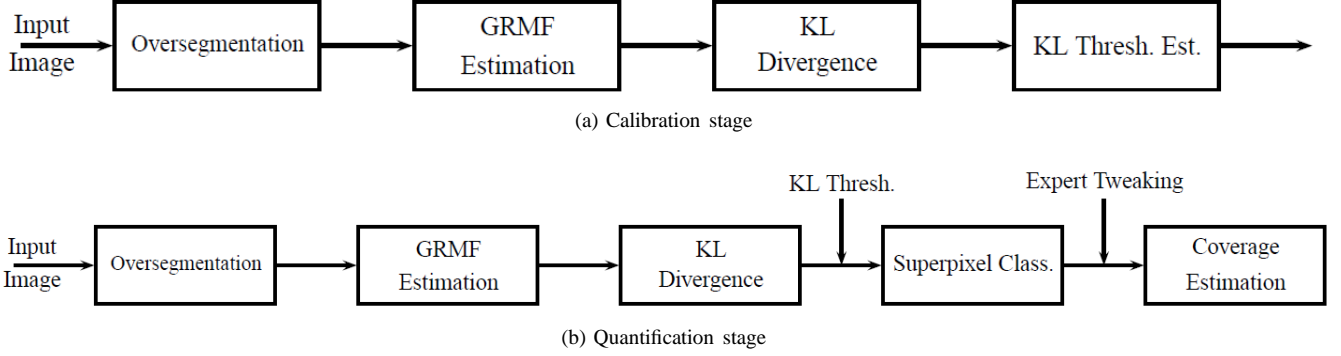 Input
Image
Oversegmentation
GRMF
Estimation
KL
Divergence
KL Thresh. Est.
(a) Calibration stage
KL Thresh.
Expert Tweaking
Input
Image
Oversegmentation
GRMF
Estimation
KL
Divergence
Superpixel Class.
Coverage
Estimation
(b) Quantification stage